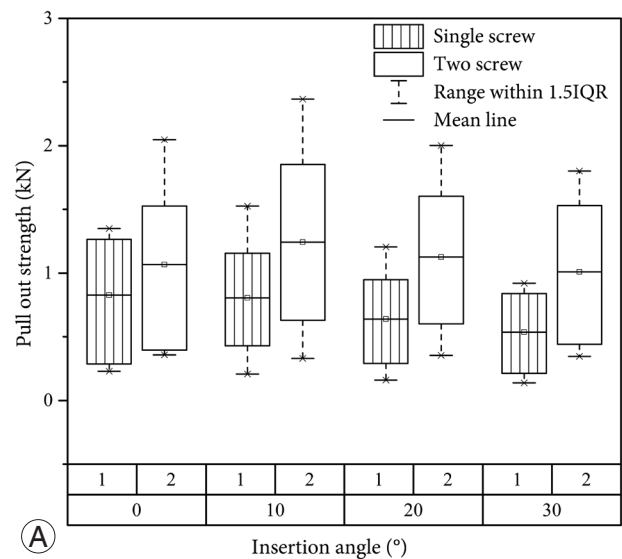 3
2
1
0
Pull out strength (kN)
Single screw
Two screw
Range within 1.5IQR
Mean line
1 2 1 2 1 2 1 2
0 10 20 30
Insertion angle (°)
A